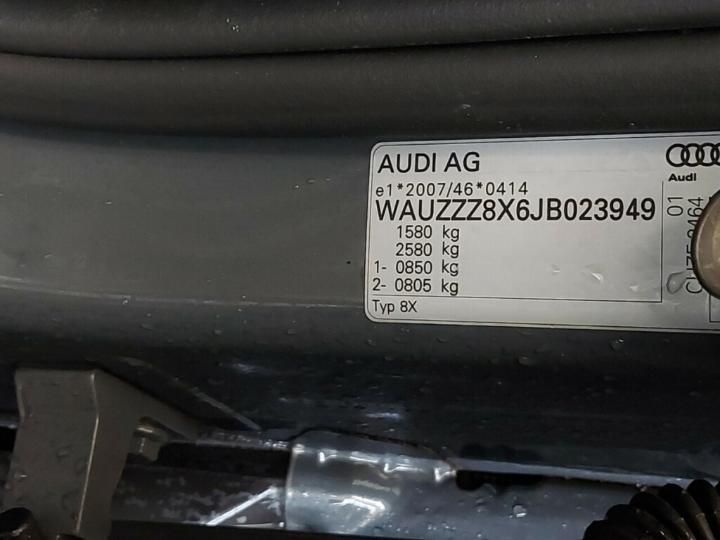 AUDI AG
Audi
e1*2007/46*0414
WAUZZZ8X6JB023949
1580 kg
2580 kg
1- 0850 kg
2- 0805 kg
Typ 8X
01